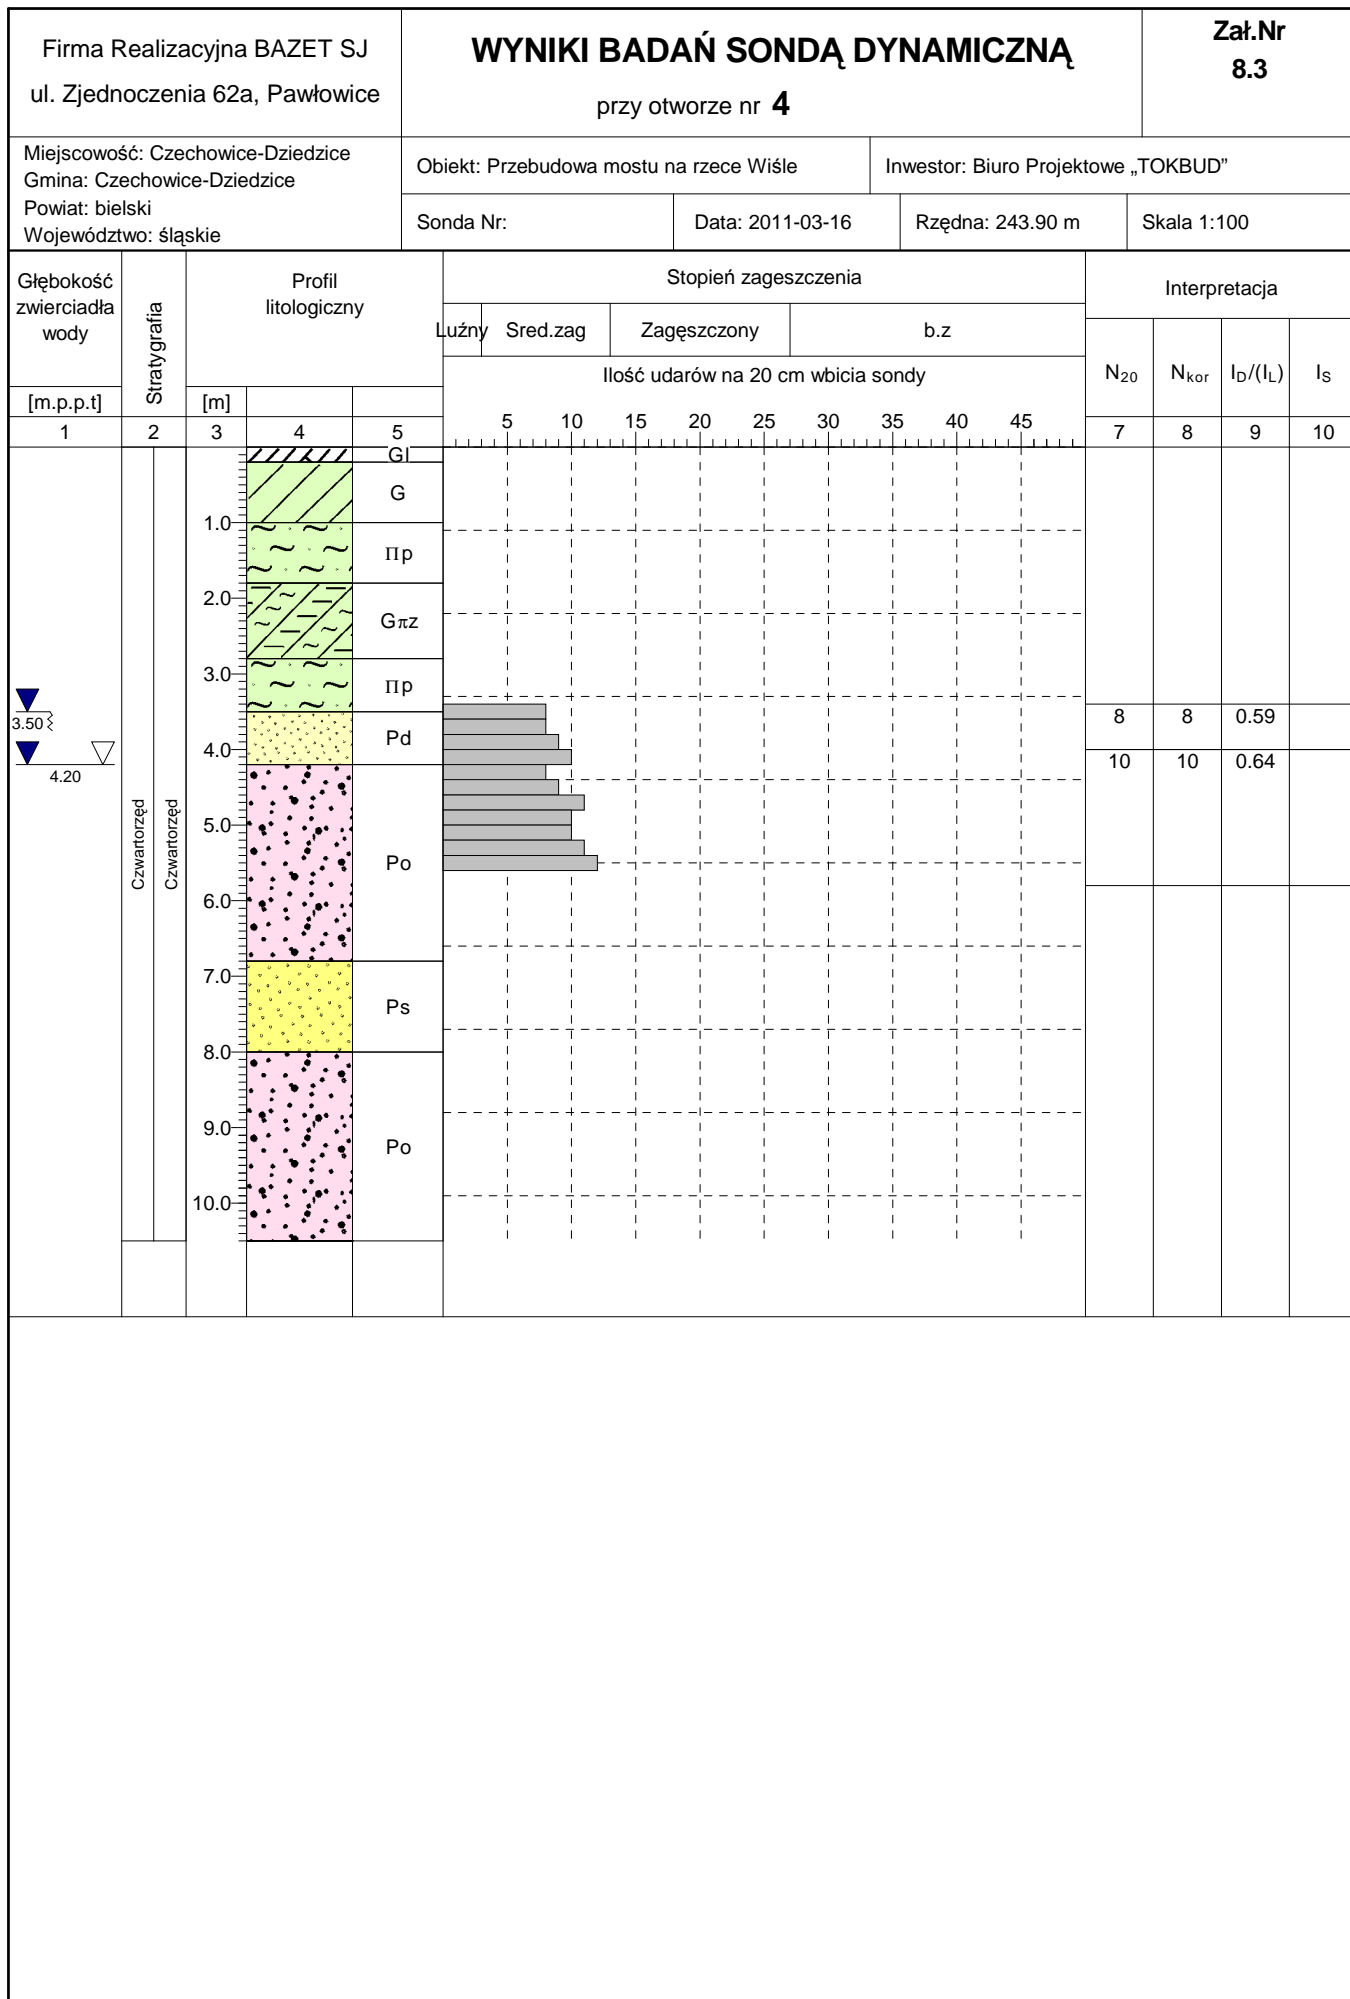 Firma Realizacyjna BAZET SJ
ul. Zjednoczenia 62a, Pawłowice
WYNIKI BADAŃ SONDĄ DYNAMICZNĄ
przy otworze nr 4
Zał.Nr
8.3
Miejscowość: Czechowice-Dziedzice
Gmina: Czechowice-Dziedzice
Powiat: bielski
Województwo: śląskie
Obiekt: Przebudowa mostu na rzece Wiśle
Inwestor: Biuro Projektowe „TOKBUD”
Sonda Nr:
Data: 2011-03-16
Rzędna: 243.90 m
Skala 1:100
Głębokość
zwierciadła
wody
[m.p.p.t]
Stratygrafia
Profil
litologiczny
[m]
Stopień zageszczenia
Luźny Sred.zag Zagęszczony b.z
Ilość udarów na 20 cm wbicia sondy
5 10 15 20 25 30 35 40 45
Interpretacja
N20 Nkor ID/(IL) IS
1 2 3 4 5 7 8 9 10
Gl
G
1.0
Πp
2.0
Gπz
3.0
Πp
3.50
8 8 0.59
Pd
4.0
4.20
10 10 0.64
Czwartorzęd
Czwartorzęd
5.0
Po
6.0
7.0
Ps
8.0
9.0
Po
10.0